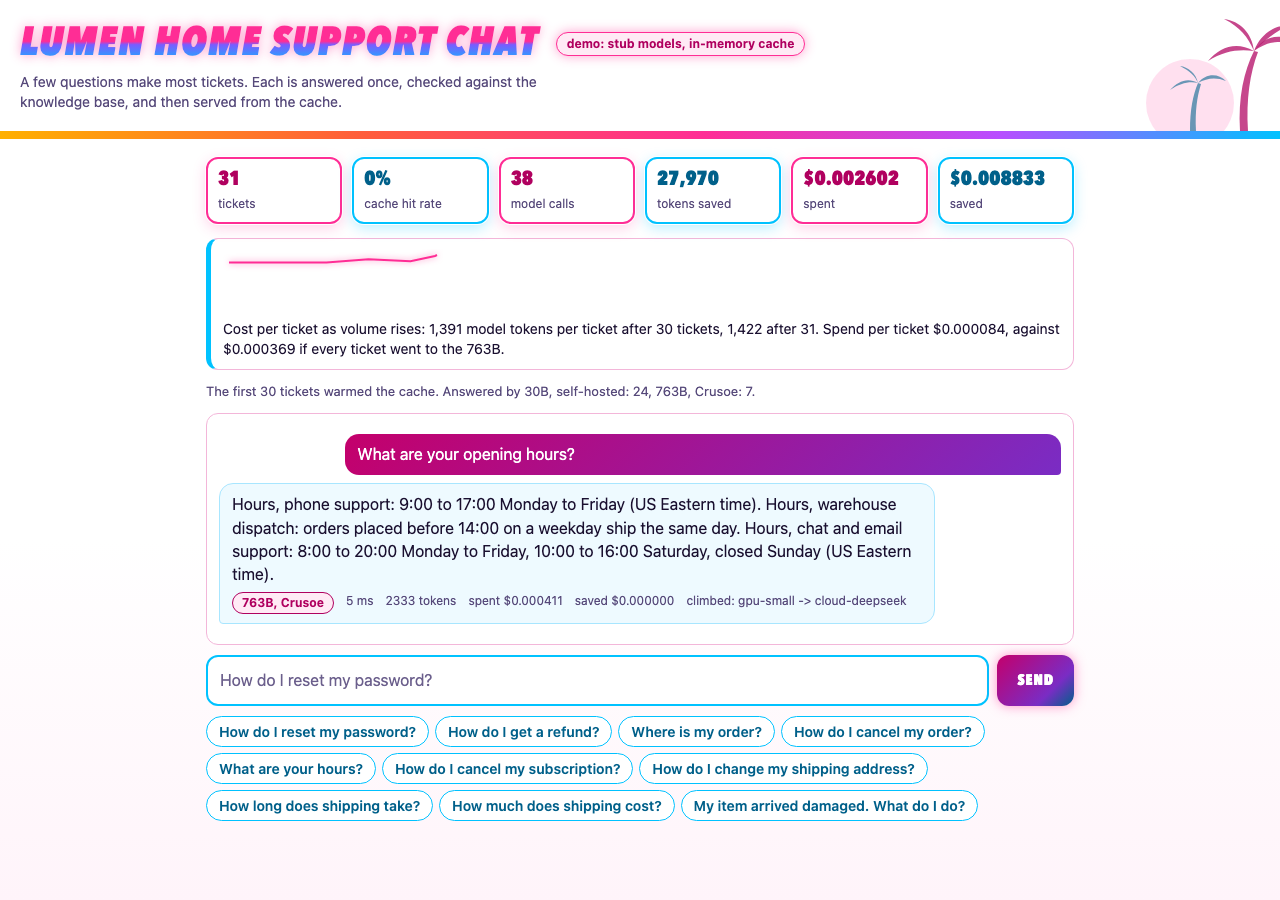 LUMEN HOME SUPPORT CHAT
demo: stub models, in-memory cache
A few questions make most tickets. Each is answered once, checked against the
knowledge base, and then served from the cache.
31
tickets
0%
cache hit rate
38
model calls
27,970
tokens saved
$0.002602
spent
$0.008833
saved
Cost per ticket as volume rises: 1,391 model tokens per ticket after 30 tickets, 1,422 after 31. Spend per ticket $0.000084, against
$0.000369 if every ticket went to the 763B.
The first 30 tickets warmed the cache. Answered by 30B, self-hosted: 24, 763B, Crusoe: 7.
What are your opening hours?
Hours, phone support: 9:00 to 17:00 Monday to Friday (US Eastern time). Hours, warehouse
dispatch: orders placed before 14:00 on a weekday ship the same day. Hours, chat and email
support: 8:00 to 20:00 Monday to Friday, 10:00 to 16:00 Saturday, closed Sunday (US Eastern
time).
763B, Crusoe 5 ms 2333 tokens spent $0.000411 saved $0.000000 climbed: gpu-small -> cloud-deepseek
How do I reset my password?
SEND
How do I reset my password? How do I get a refund? Where is my order? How do I cancel my order?
What are your hours? How do I cancel my subscription? How do I change my shipping address?
How long does shipping take? How much does shipping cost? My item arrived damaged. What do I do?